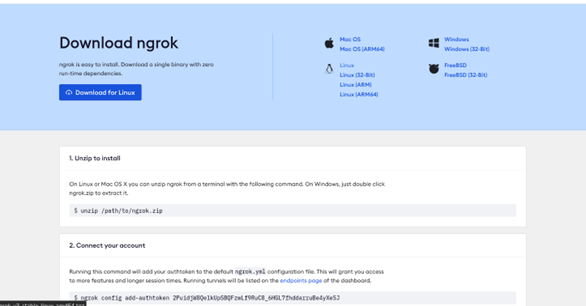 Download ngrok
ngrok is easy to install. Download a single binary with zero
run-time dependencies.
Download for Linux
Mac OS
Mac OS (ARM64)
Linux
Linux (32-Bit)
Linux (ARM)
Linux (ARM64)
Windows
Windows (32-Bit)
FreeBSD
FreeBSD (32-Bit)
1. Unzip to install
On Linux or Mac OS X you can unzip ngrok from a terminal with the following command. On Windows, just double click
ngrok.zip to extract it.
$ unzip /path/to/ngrok.zip
2. Connect your account
Running this command will add your authtoken to the default ngrok.yml configuration file. This will grant you access
to more features and longer session times. Running tunnels will be listed on the endpoints page of the dashboard.
$ ngrok config add-authtoken